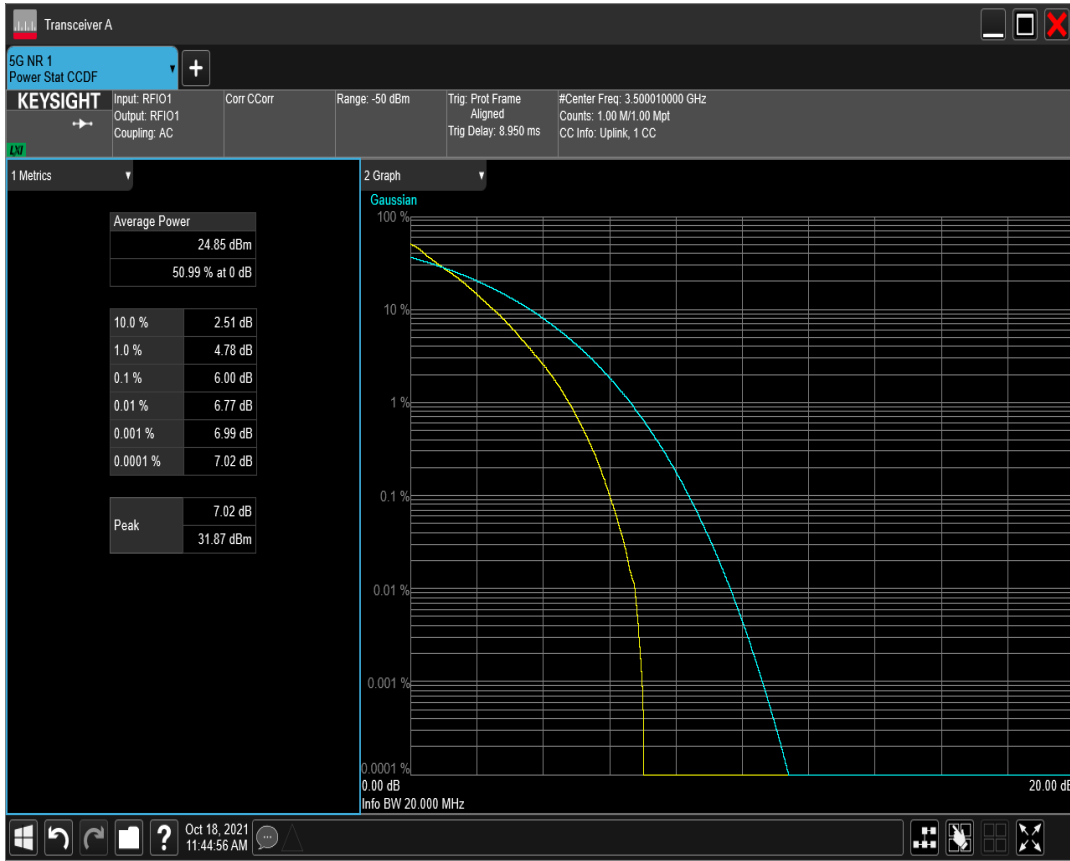 Transceiver A
5G NR 1
Power Stat CCDF
+
KEYSIGHT
LXI
Input: RFIO1
Output: RFIO1
Coupling: AC
Corr CCorr
Range: -50 dBm
Trig: Prot Frame
Aligned
Trig Delay: 8.950 ms
#Center Freq: 3.500010000 GHz
Counts: 1.00 M/1.00 Mpt
CC Info: Uplink, 1 CC
1 Metrics
Average Power
24.85 dBm
50.99 % at 0 dB
10.0 % 2.51 dB
1.0 % 4.78 dB
0.1 % 6.00 dB
0.01 % 6.77 dB
0.001 % 6.99 dB
0.0001 % 7.02 dB
Peak
7.02 dB
31.87 dBm
2 Graph
Gaussian
100 %
10 %
1 %
0.1 %
0.01 %
0.001 %
0.0001 %
0.00 dB 20.00 dB
Info BW 20.000 MHz
?
Oct 18, 2021
11:44:56 AM